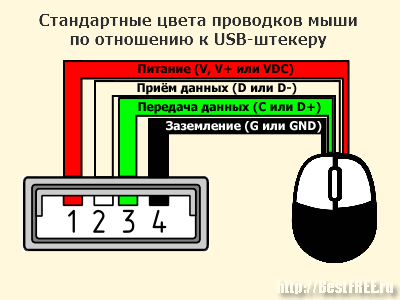 Стандартные цвета проводков мыши
по отношению к USB-штекеру
Питание (V, V+ или VDC)
Приём данных (D или D-)
Передача данных (C или D+)
Заземление (G или GND)
1 2 3 4
http://BestFREE.ru